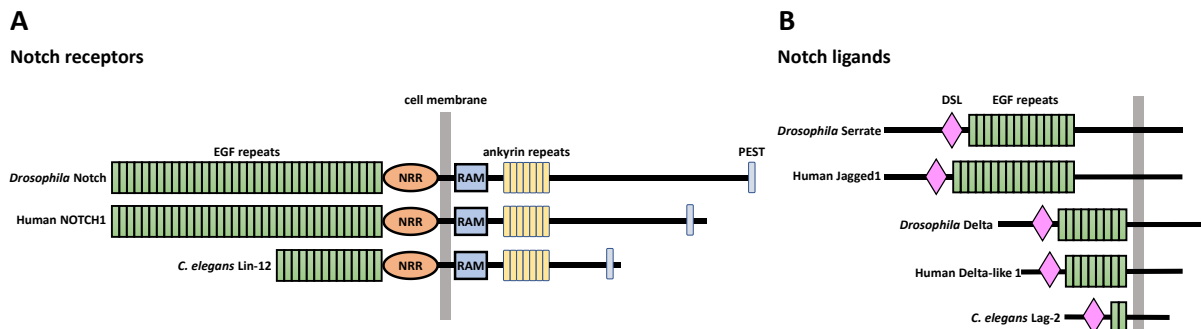 A
Notch receptors
cell membrane
EGF repeats
ankyrin repeats
PEST
Drosophila Notch
NRR
RAM
Human NOTCH1
NRR
RAM
C. elegans Lin-12
NRR
RAM
B
Notch ligands
DSL
EGF repeats
Drosophila Serrate
Human Jagged1
Drosophila Delta
Human Delta-like 1
C. elegans Lag-2